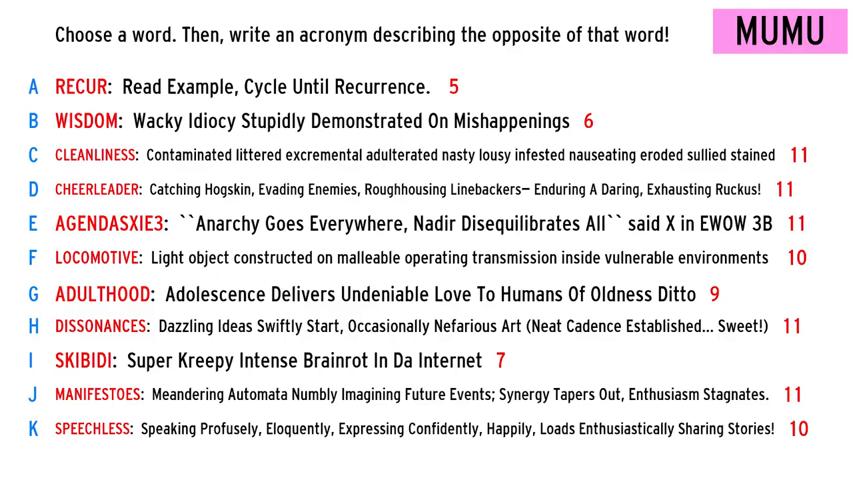 Choose a word. Then, write an acronym describing the opposite of that word!
MUMU
A RECUR: Read Example, Cycle Until Recurrence. 5
B WISDOM: Wacky Idiocy Stupidly Demonstrated On Mishappenings 6
C CLEANLINESS: Contaminated littered excremental adulterated nasty lousy infested nauseating eroded sullied stained 11
D CHEERLEADER: Catching Hogskin, Evading Enemies, Roughhousing Linebackers— Enduring A Daring, Exhausting Ruckus! 11
E AGENDASXIE3: ``Anarchy Goes Everywhere, Nadir Disequilibrates All`` said X in EWOW 3B 11
F LOCOMOTIVE: Light object constructed on malleable operating transmission inside vulnerable environments 10
G ADULTHOOD: Adolescence Delivers Undeniable Love To Humans Of Oldness Ditto 9
H DISSONANCES: Dazzling Ideas Swiftly Start, Occasionally Nefarious Art (Neat Cadence Established... Sweet!) 11
I SKIBIDI: Super Kreepy Intense Brainrot In Da Internet 7
J MANIFESTOES: Meandering Automata Numbly Imagining Future Events; Synergy Tapers Out, Enthusiasm Stagnates. 11
K SPEECHLESS: Speaking Profusely, Eloquently, Expressing Confidently, Happily, Loads Enthusiastically Sharing Stories! 10